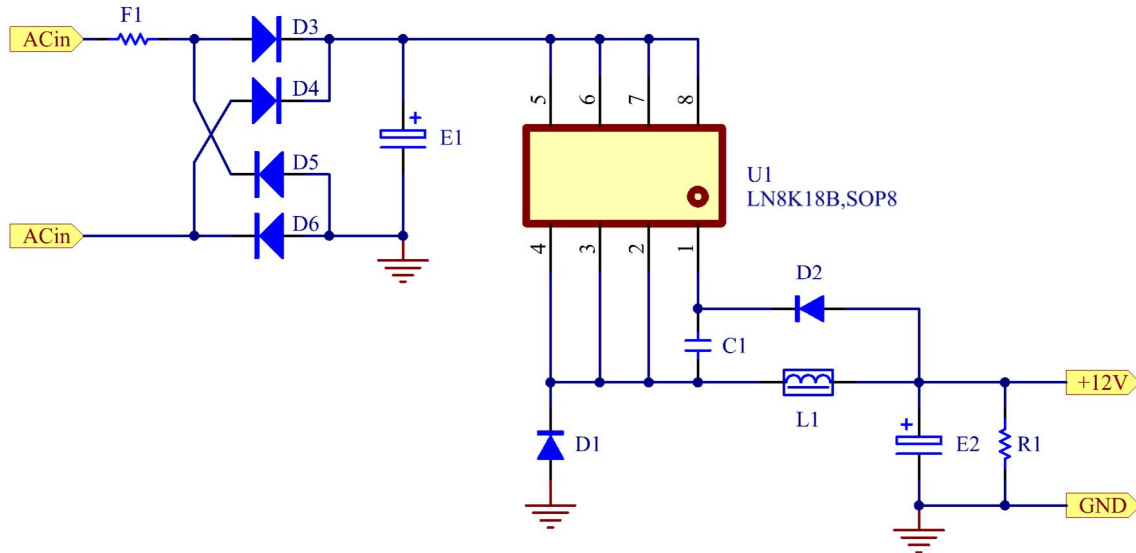 F1
D3
ACin
D4
E1
D5
ACin
D6
5
6
7
8
U1
LN8K18B,SOP8
4
3
2
1
D2
C1
+12V
L1
D1
E2
R1
GND